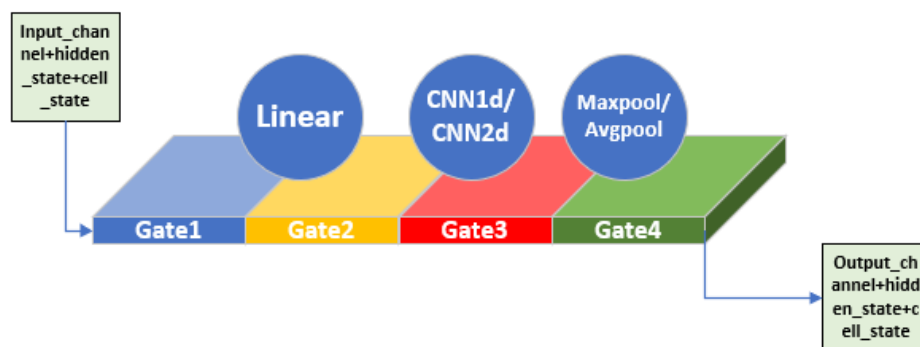 Input_chan
nel+hidden
_state+cell
_state
Linear
CNN1d/
CNN2d
Maxpool/
Avgpool
Gate1
Gate2
Gate3
Gate4
Output_ch
annel+hidd
en_state+c
ell_state